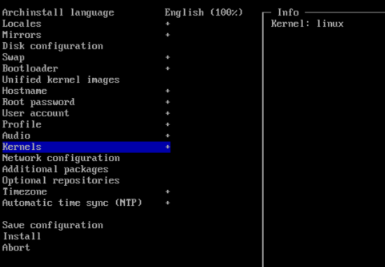 Archinstall language English (100%)
Locales +
Mirrors +
Disk configuration
Swap +
Bootloader +
Unified kernel images
Hostname +
Root password +
User account +
Profile +
Audio +
Kernels +
Network configuration
Additional packages
Optional repositories
Timezone +
Automatic time sync (NTP) +
Save configuration
Install
Abort
Info
Kernel: linux